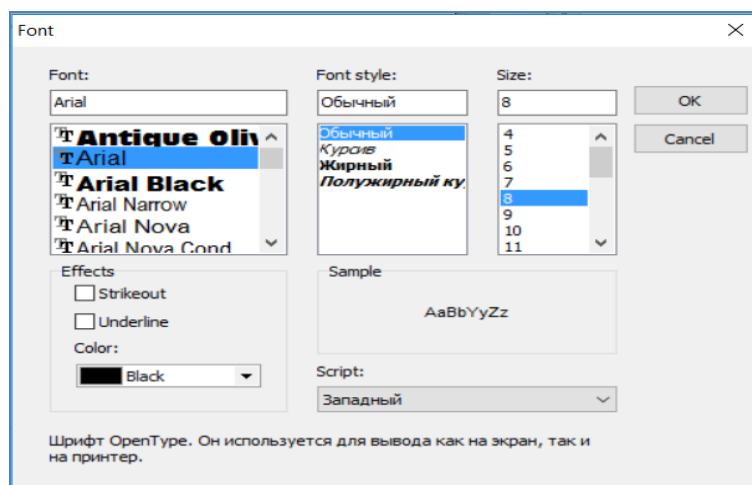 Font
Font:
Font style:
Size:
Arial
Обычный
8
OK
Cancel
Antique Oliv
Arial
Arial Black
Arial Narrow
Arial Nova
Arial Nova Cond
Обычный
Курсив
Жирный
Полужирный ку
4
5
6
7
8
9
10
11
Effects
Strikeout
Underline
Color:
Black
Sample
AaBbYyZz
Script:
Западный
Шрифт OpenType. Он используется для вывода как на экран, так и
на принтер.